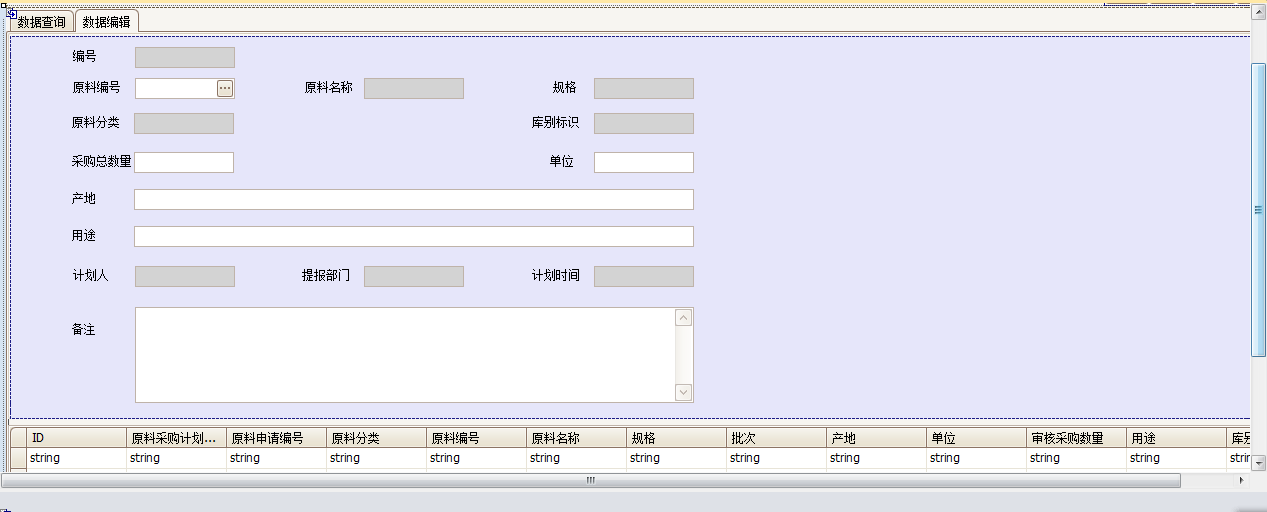 数据查询 数据编辑
编号
原料编号 ... 原料名称 规格
原料分类 库别标识
采购总数量 单位
产地
用途
计划人 提报部门 计划时间
备注
ID 原料采购计划... 原料申请编号 原料分类 原料编号 原料名称 规格 批次 产地 单位 审核采购数量 用途
string string string string string string string string string string string string